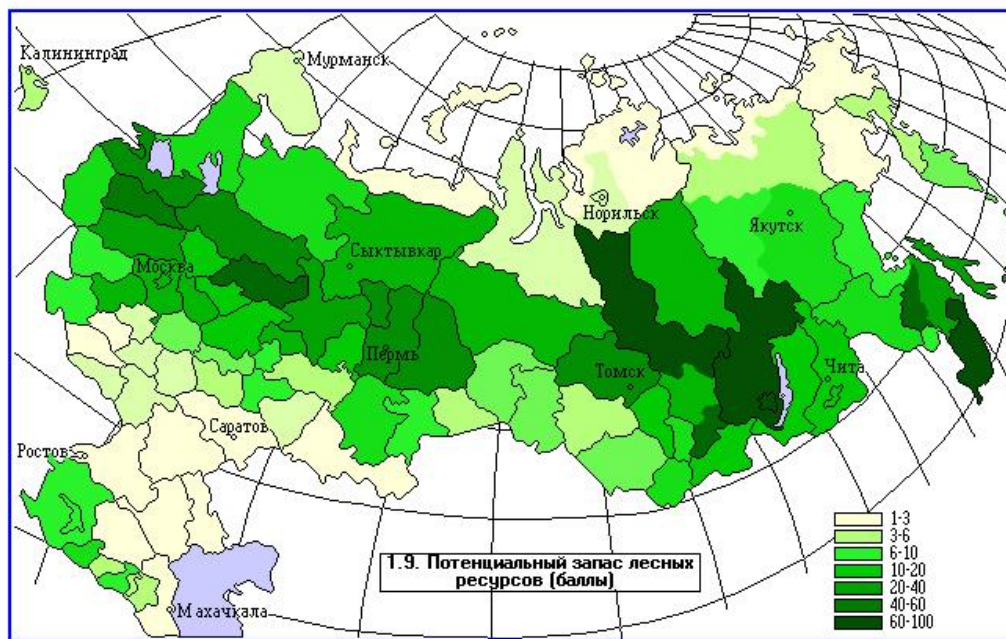 Калининград
Мурманск
Норильск
Якутск
Сыктывкар
Москва
Пермь
Томск
Чита
Саратов
Ростов
Махачкала
1.9. Потенциальный запас лесных
ресурсов (баллы)
1-3
3-6
6-10
10-20
20-40
40-60
60-100